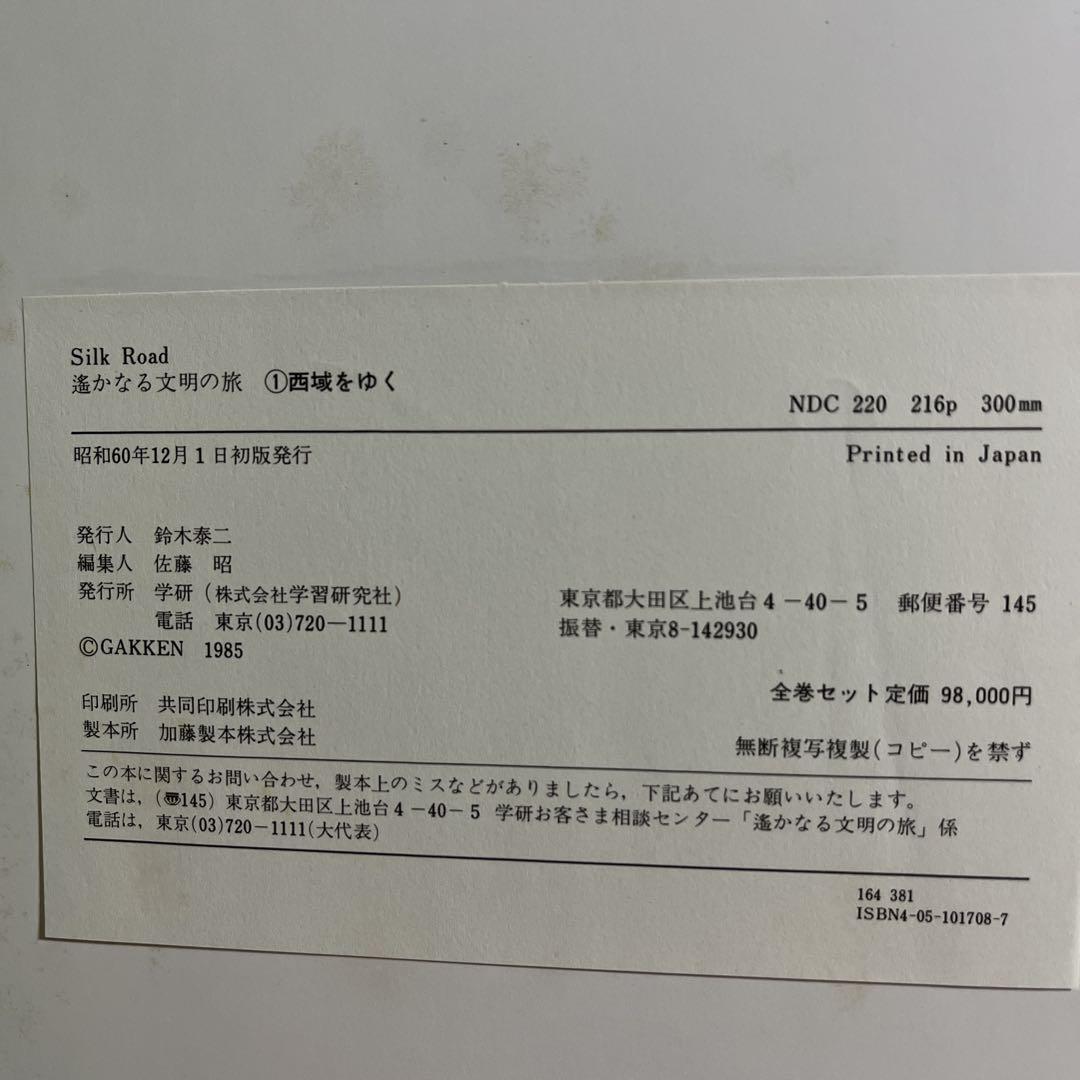 Silk Road
遙かなる文明の旅 ①西域をゆく
NDC 220 216p 300mm
昭和60年12月1日初版発行
Printed in Japan
発行人 鈴木泰二
編集人 佐藤 昭
発行所 学研(株式会社学習研究社)
東京都大田区上池台4-40-5 郵便番号 145
電話 東京(03)720-1111
振替・東京8-142930
©GAKKEN 1985
全巻セット定価 98,000円
印刷所 共同印刷株式会社
製本所 加藤製本株式会社
無断複写複製(コピー)を禁ず
この本に関するお問い合わせ,製本上のミスなどがありましたら,下記あてにお願いいたします。
文書は,(〠145)東京都大田区上池台4-40-5 学研お客さま相談センター「遙かなる文明の旅」係
電話は,東京(03)720-1111(大代表)
164 381
ISBN4-05-101708-7